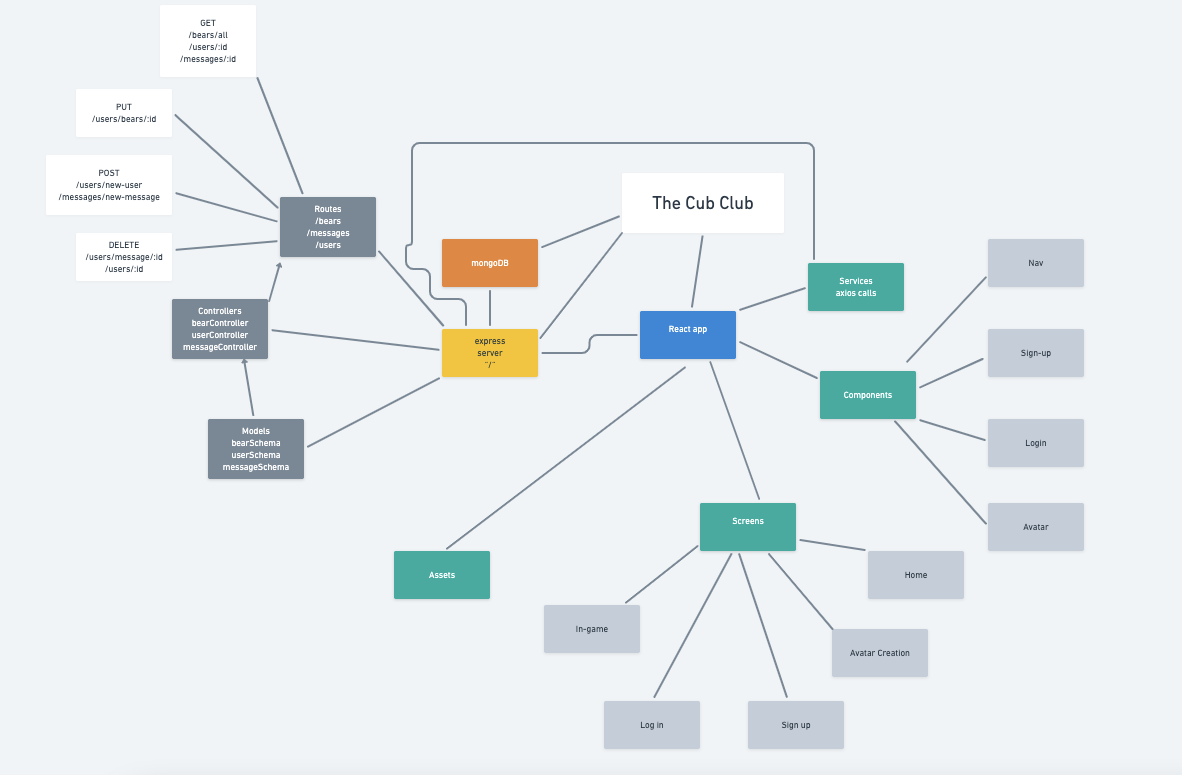 GET
/bears/all
/users/:id
/messages/:id
PUT
/users/bears/:id
POST
/users/new-user
/messages/new-message
DELETE
/users/message/:id
/users/:id
Routes
/bears
/messages
/users
Controllers
bearController
userController
messageController
Models
bearSchema
userSchema
messageSchema
mongoDB
express
server
"/"
The Cub Club
React app
Services
axios calls
Components
Nav
Sign-up
Login
Avatar
Screens
Assets
Home
In-game
Avatar Creation
Log in
Sign up